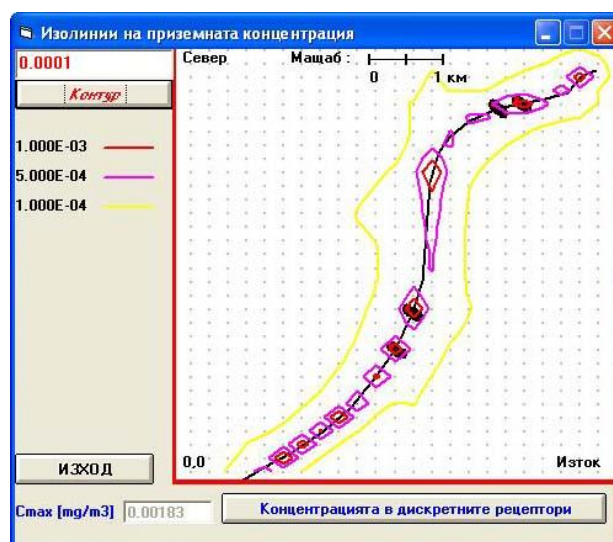 Изолинии на приземната концентрация
0.0001
Контур
1.000E-03
5.000E-04
1.000E-04
Север
Мащаб :
0 1 км
0,0
Изток
ИЗХОД
Cmax [mg/m3] 0.00183
Концентрацията в дискретните рецептори